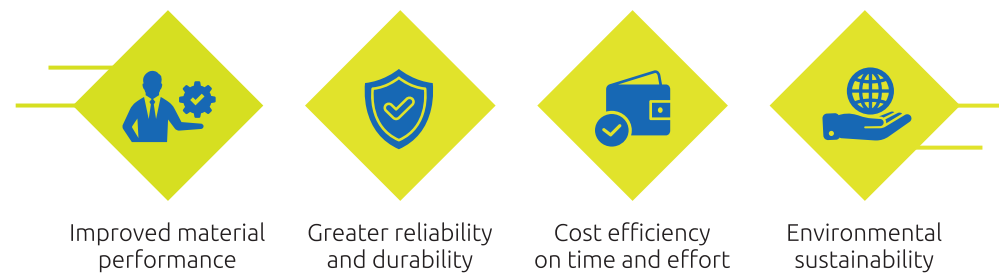 Improved material
performance
Greater reliability
and durability
Cost efficiency
on time and effort
Environmental
sustainability